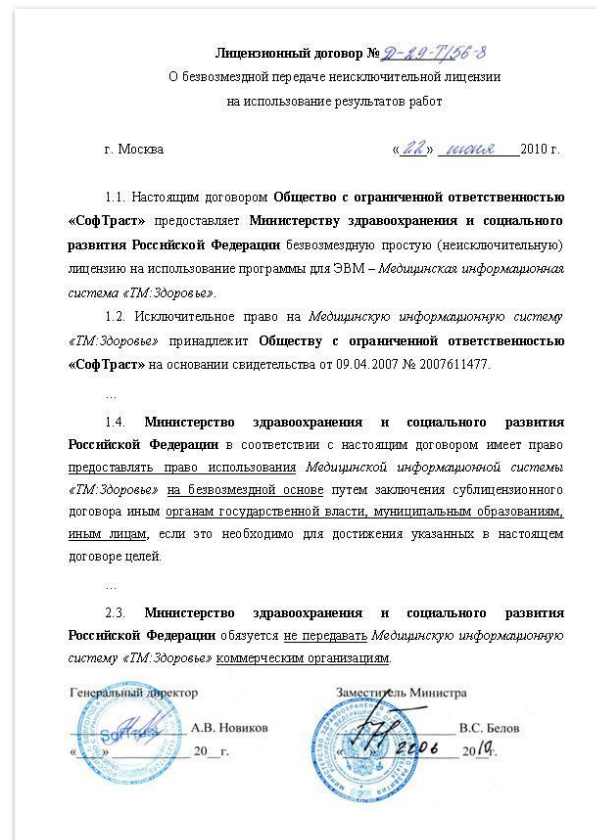 Лицензионный договор № Д-29-Т/56-8
О безвозмездной передаче неисключительной лицензии
на использование результатов работ
г. Москва «22» июня 2010 г.
1.1. Настоящим договором Общество с ограниченной ответственностью
«СофТраст» предоставляет Министерству здравоохранения и социального
развития Российской Федерации безвозмездную простую (неисключительную)
лицензию на использование программы для ЭВМ – Медицинская информационная
система «ТМ:Здоровье».
1.2. Исключительное право на Медицинскую информационную систему
«ТМ:Здоровье» принадлежит Обществу с ограниченной ответственностью
«СофТраст» на основании свидетельства от 09.04.2007 № 2007611477.
...
1.4. Министерство здравоохранения и социального развития
Российской Федерации в соответствии с настоящим договором имеет право
предоставлять право использования Медицинской информационной системы
«ТМ:Здоровье» на безвозмездной основе путем заключения сублицензионного
договора иным органам государственной власти, муниципальным образованиям,
иным лицам, если это необходимо для достижения указанных в настоящем
договоре целей.
...
2.3. Министерство здравоохранения и социального развития
Российской Федерации обязуется не передавать Медицинскую информационную
систему «ТМ:Здоровье» коммерческим организациям.
Генеральный директор Заместитель Министра
SoftTrust А.В. Новиков В.С. Белов
«___» ________ 20__г. «___» 2206 2010.